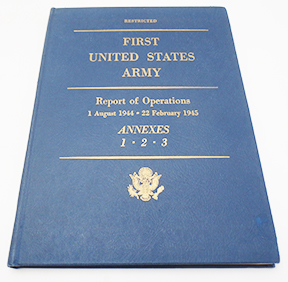 RESTRICTED
FIRST
UNITED STATES
ARMY
Report of Operations
1 August 1944 - 22 February 1945
ANNEXES
1 · 2 · 3